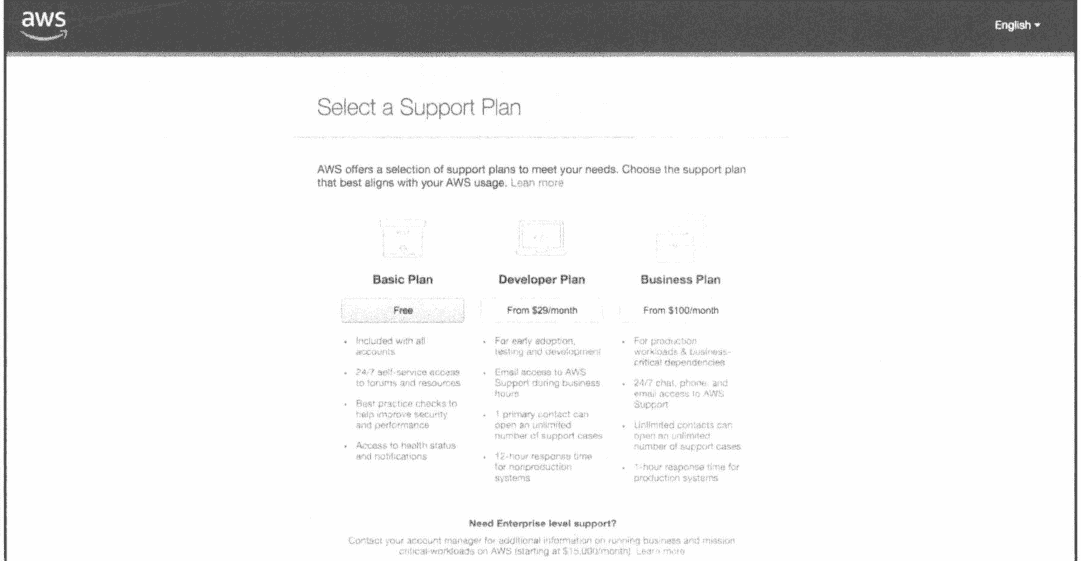 aws
English
Select a Support Plan
AWS offers a selection of support plans to meet your needs. Choose the support plan
that best aligns with your AWS usage. Learn more
Basic Plan
Free
• Included with all
accounts
• 24/7 self-service access
to forums and resources
• Best practice checks to
help improve security
and performance
• Access to health status
and notifications
Developer Plan
From $29/month
• For early adoption,
testing and development
• Email access to AWS
Support during business
hours
• 1 primary contact can
open an unlimited
number of support cases
• 12-hour response time
for nonproduction
systems
Business Plan
From $100/month
• For production
workloads & business-
critical dependencies
• 24/7 chat, phone, and
email access to AWS
Support
• Unlimited contacts can
open an unlimited
number of support cases
• 1-hour response time for
production systems
Need Enterprise level support?
Contact your account manager for additional information on running business and mission
critical-workloads on AWS (starting at $15,000/month). Learn more